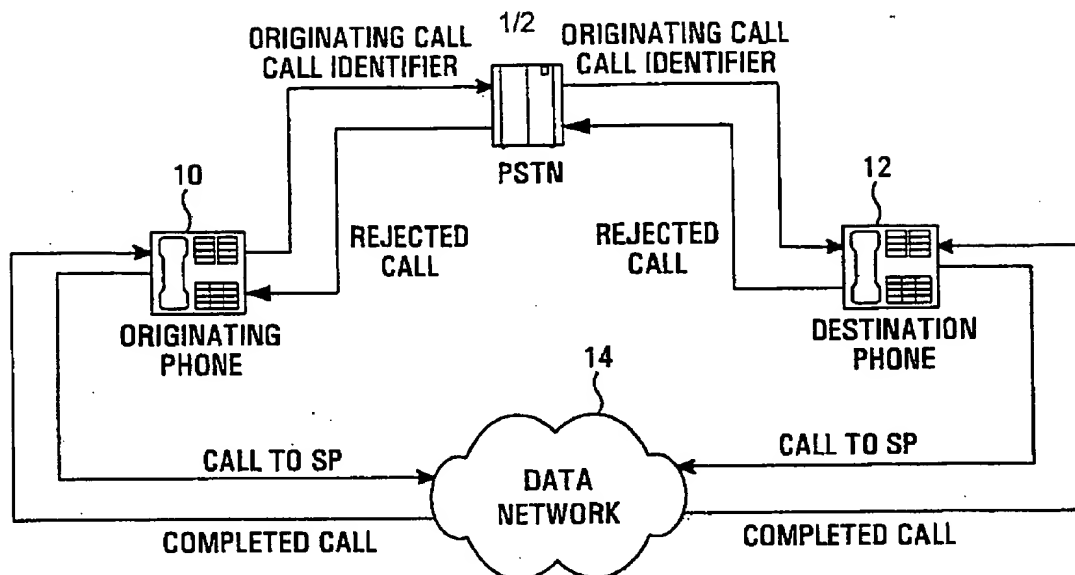 1/2
ORIGINATING CALL
CALL IDENTIFIER
ORIGINATING CALL
CALL IDENTIFIER
PSTN
10
12
REJECTED
CALL
REJECTED
CALL
ORIGINATING
PHONE
DESTINATION
PHONE
14
CALL TO SP
CALL TO SP
DATA
NETWORK
COMPLETED CALL
COMPLETED CALL